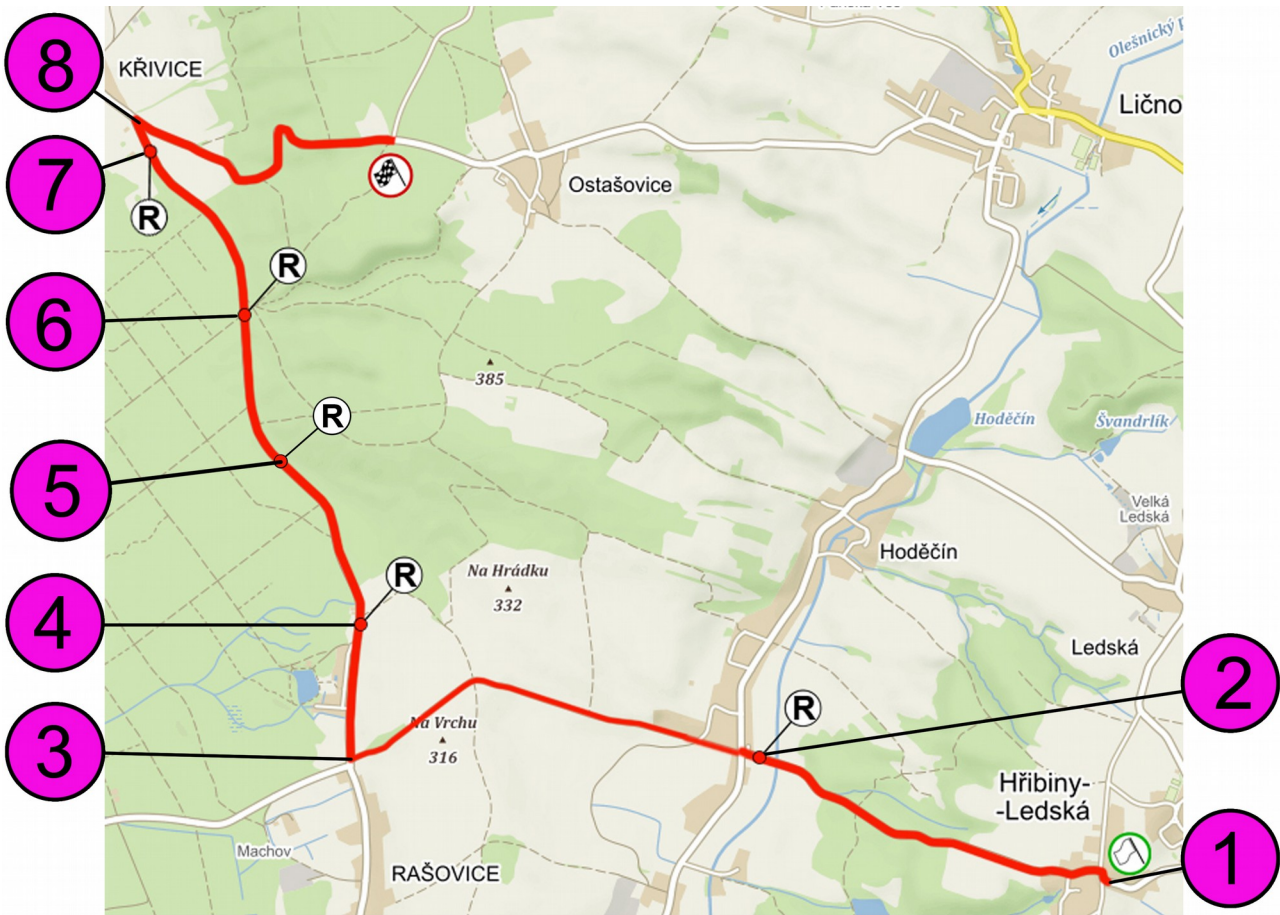 8
KŘIVICE
Olešnický
Lično
7
R
Ostašovice
R
6
385
R
Hoděčín
Švandrlík
5
Velká
Ledská
Hoděčín
R
Na Hrádku
332
4
Ledská
2
R
Na Vrchu
316
3
Hřibiny-
-Ledská
Machov
RAŠOVICE
1